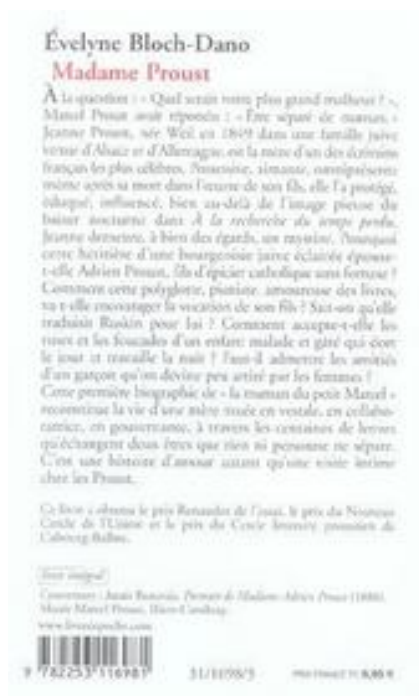 Évelyne Bloch-Dano
Madame Proust
À la question : « Quel serait votre plus grand malheur ? »,
Marcel Proust avait répondu : « Être séparé de maman. »
Jeanne Proust, née Weil en 1849 dans une famille juive
venue d'Alsace et d'Allemagne, est la mère d'un des écrivains
français les plus célèbres. Possessive, aimante, omniprésente
même après sa mort dans l'œuvre de son fils, elle l'a protégé,
éduqué, influencé, bien au-delà de l'image pieuse du
baiser nocturne dans À la recherche du temps perdu.
Jeanne demeure, à bien des égards, un mystère. Pourquoi
cette héritière d'une bourgeoisie juive éclairée épouse-
t-elle Adrien Proust, fils d'épicier catholique sans fortune ?
Comment cette polyglotte, pianiste, amoureuse des livres,
va-t-elle encourager la vocation de son fils ? Sait-on qu'elle
traduisit Ruskin pour lui ? Comment accepte-t-elle les
ruses et les foucades d'un enfant malade et gâté qui dort
le jour et travaille la nuit ? Faut-il admettre les amitiés
d'un garçon qu'on devine peu attiré par les femmes ?
Cette première biographie de « la maman du petit Marcel »
reconstitue la vie d'une mère muée en vestale, en collabo-
ratrice, en gouvernante, à travers les centaines de lettres
qu'échangent deux êtres que rien ni personne ne sépare.
C'est une histoire d'amour autant qu'une visite intime
chez les Proust.
Ce livre a obtenu le prix Renaudot de l'essai, le prix du Nouveau
Cercle de l'Union et le prix du Cercle littéraire proustien de
Cabourg-Balbec.
texte intégral
Couverture : Anaïs Beauvais, Portrait de Madame Adrien Proust (1880),
Musée Marcel Proust, Illiers-Combray.
www.livredepoche.com
9 782253 116981
31/1698/5
PRIX FRANCE TTC